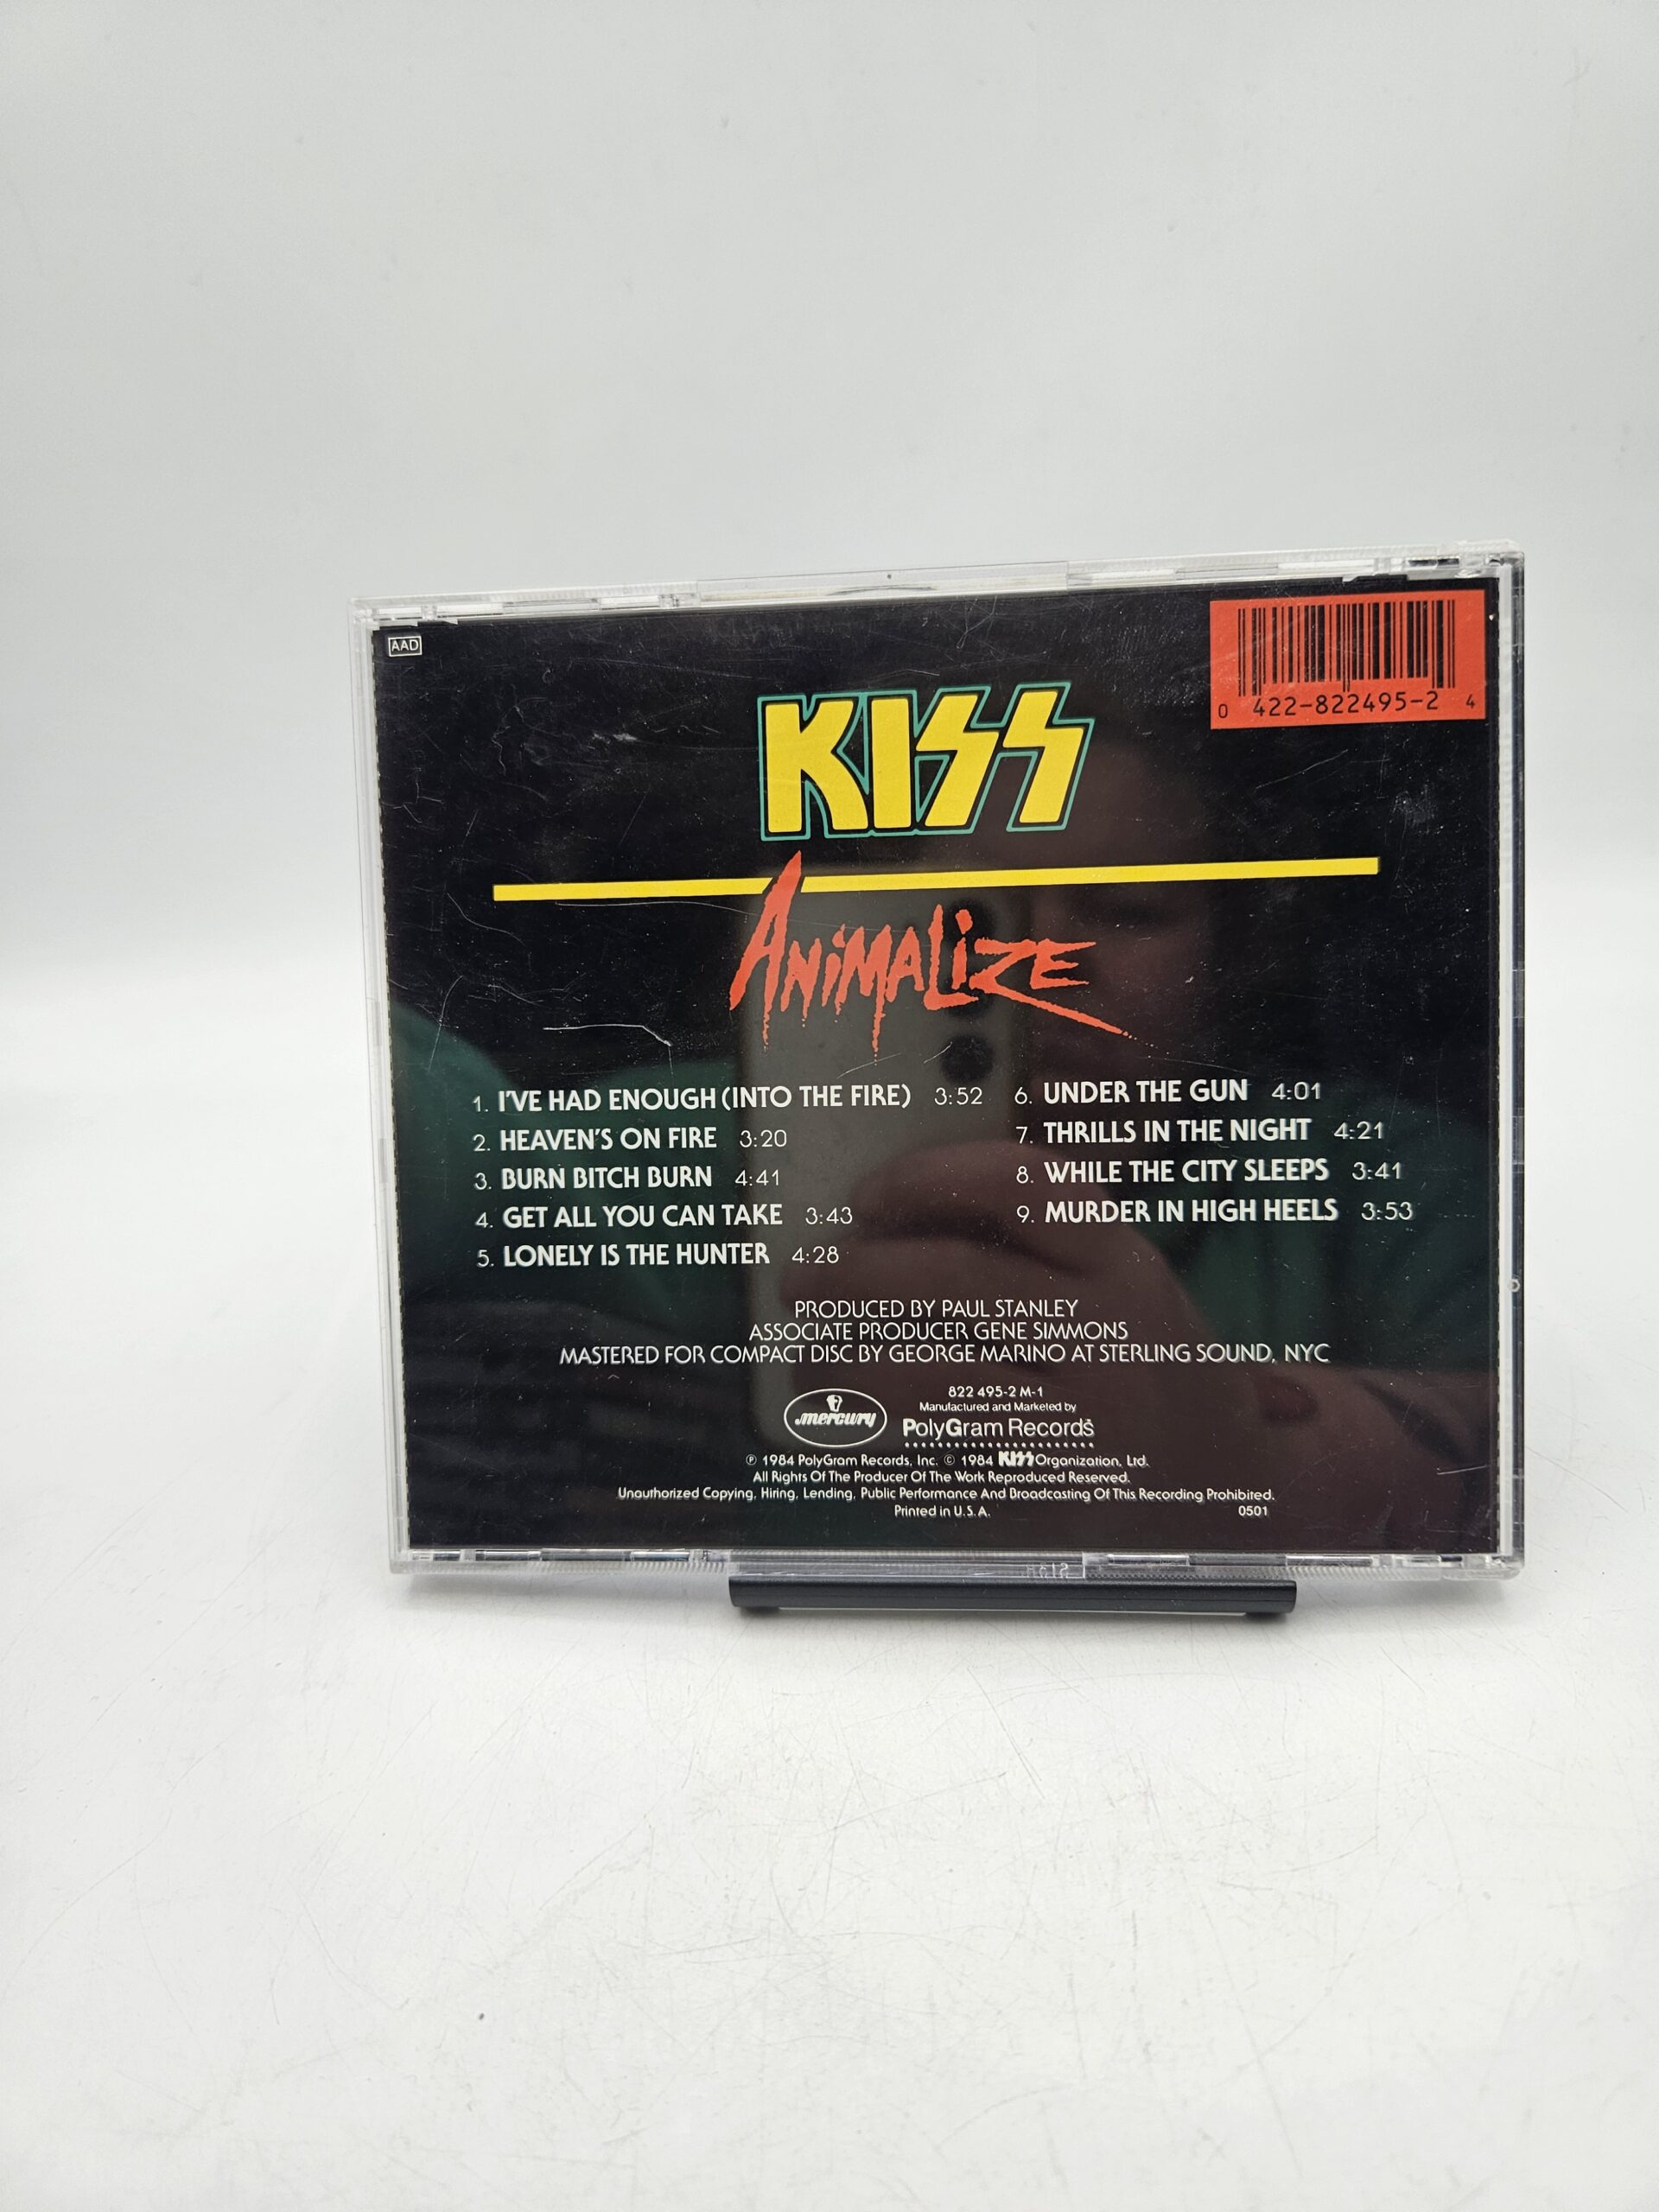 AAD
0 422-822495-2 4
KISS
ANiMALiZE
1. I'VE HAD ENOUGH (INTO THE FIRE) 3:52
2. HEAVEN'S ON FIRE 3:20
3. BURN BITCH BURN 4:41
4. GET ALL YOU CAN TAKE 3:43
5. LONELY IS THE HUNTER 4:28
6. UNDER THE GUN 4:01
7. THRILLS IN THE NIGHT 4:21
8. WHILE THE CITY SLEEPS 3:41
9. MURDER IN HIGH HEELS 3:53
PRODUCED BY PAUL STANLEY
ASSOCIATE PRODUCER GENE SIMMONS
MASTERED FOR COMPACT DISC BY GEORGE MARINO AT STERLING SOUND, NYC
mercury
822 495-2 M-1
Manufactured and Marketed by
PolyGram Records
℗ 1984 PolyGram Records, Inc. © 1984 KISS Organization, Ltd.
All Rights Of The Producer Of The Work Reproduced Reserved.
Unauthorized Copying, Hiring, Lending, Public Performance And Broadcasting Of This Recording Prohibited.
Printed in U.S.A. 0501